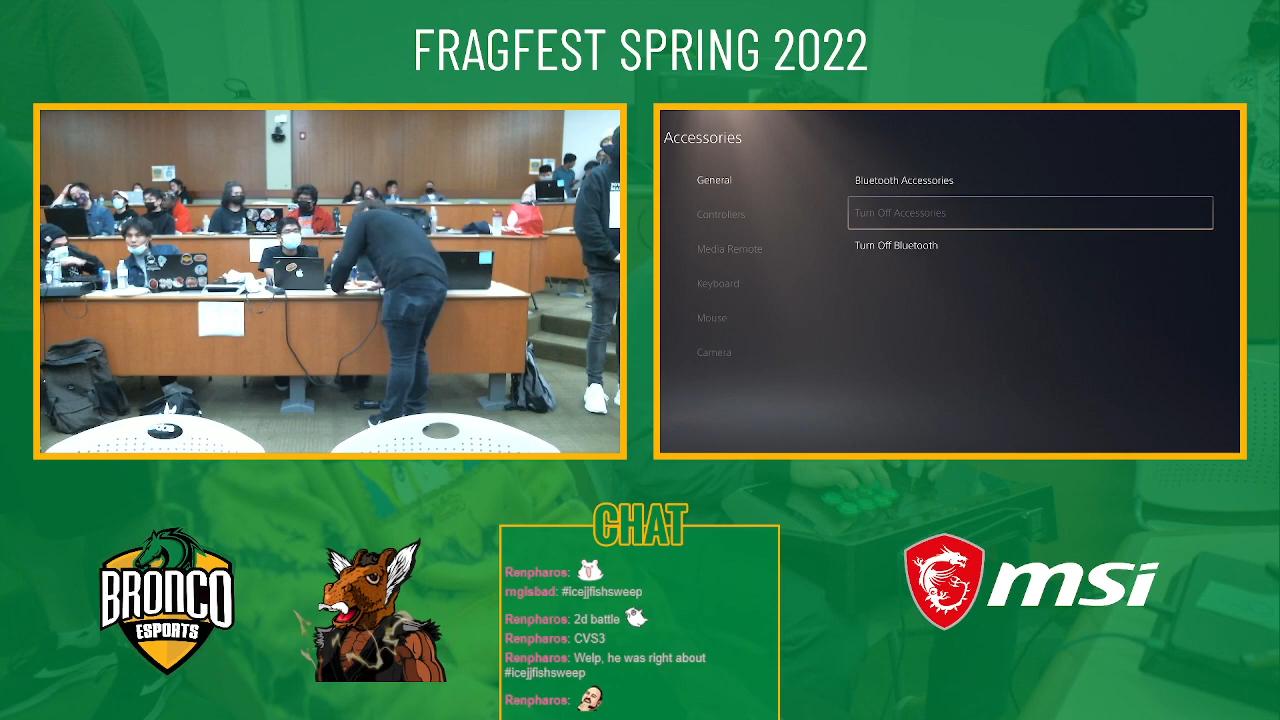 FRAGFEST SPRING 2022
Accessories
General
Controllers
Media Remote
Keyboard
Mouse
Camera
Bluetooth Accessories
Turn Off Accessories
Turn Off Bluetooth
BRONCO
ESPORTS
CHAT
Renpharos:
rngisbad: #icejjfishsweep
Renpharos: 2d battle
Renpharos: CVS3
Renpharos: Welp, he was right about
#icejjfishsweep
Renpharos:
msi